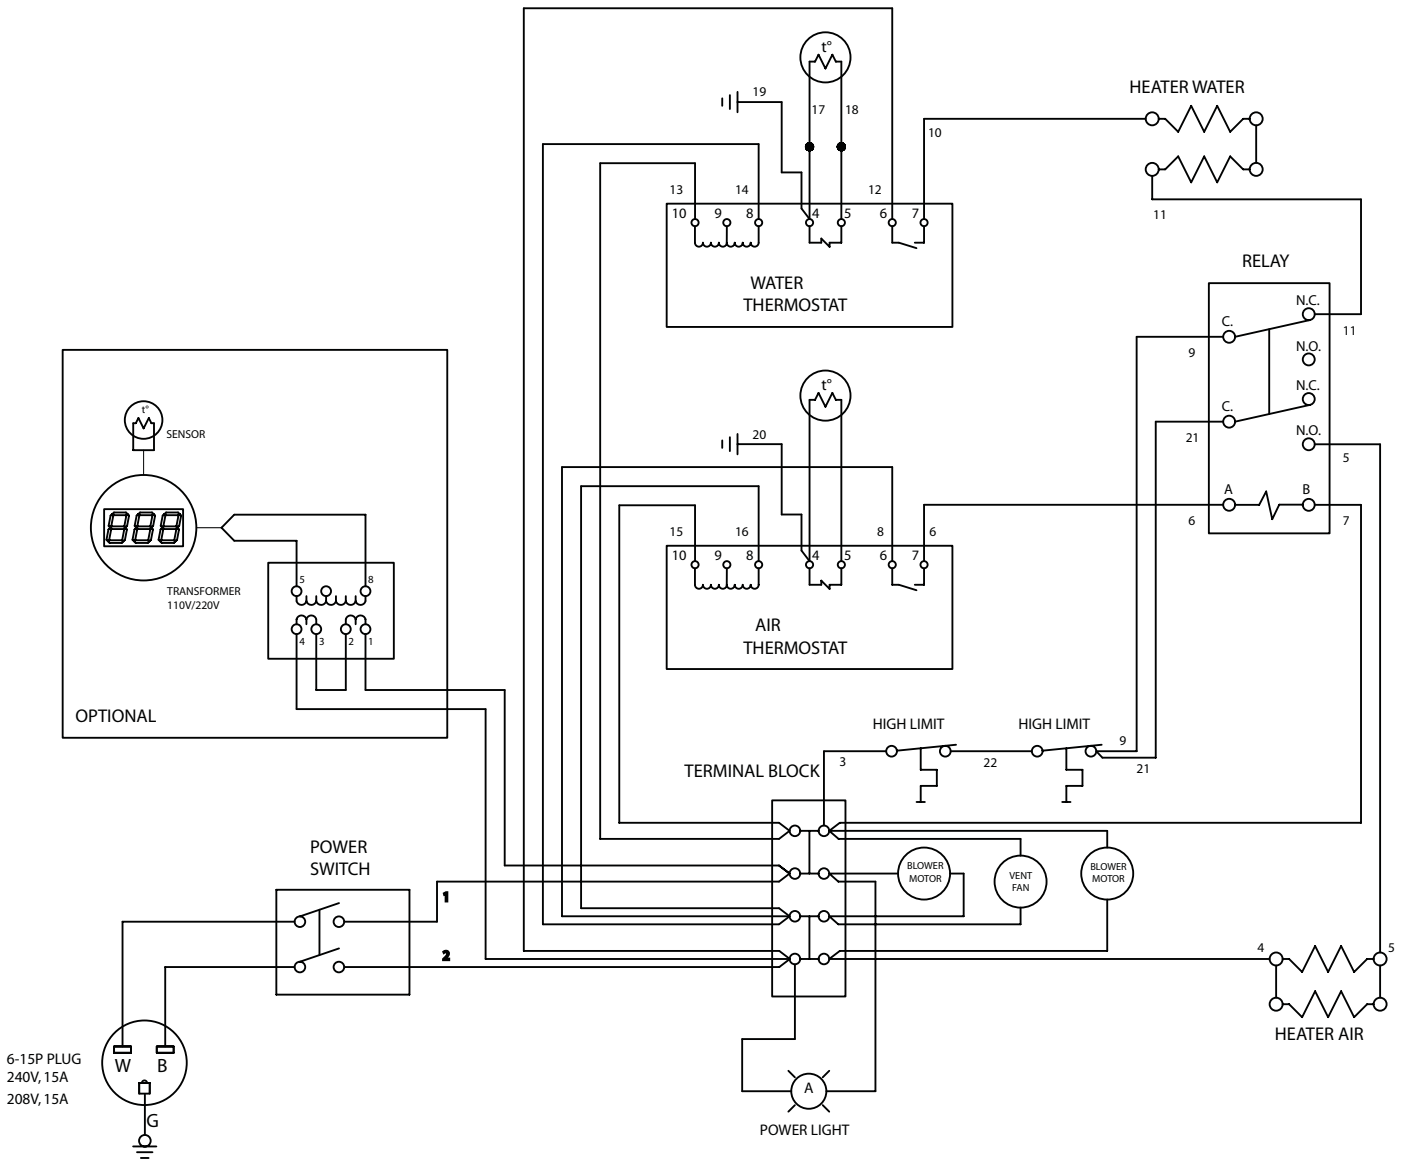 t°
19
17
18
HEATER WATER
10
13
14
12
10
9
8
4
5
6
7
WATER
THERMOSTAT
11
RELAY
N.C.
C.
11
9
N.O.
N.C.
C.
21
N.O.
5
A
B
6
7
t°
20
15
16
8
6
10
9
8
4
5
6
7
AIR
THERMOSTAT
t°
SENSOR
888
TRANSFORMER
110V/220V
5
8
4
3
2
1
OPTIONAL
HIGH LIMIT
HIGH LIMIT
3
22
9
21
TERMINAL BLOCK
POWER
SWITCH
1
2
BLOWER
MOTOR
VENT
FAN
BLOWER
MOTOR
4
5
HEATER AIR
6-15P PLUG
240V, 15A
208V, 15A
W
B
G
A
POWER LIGHT